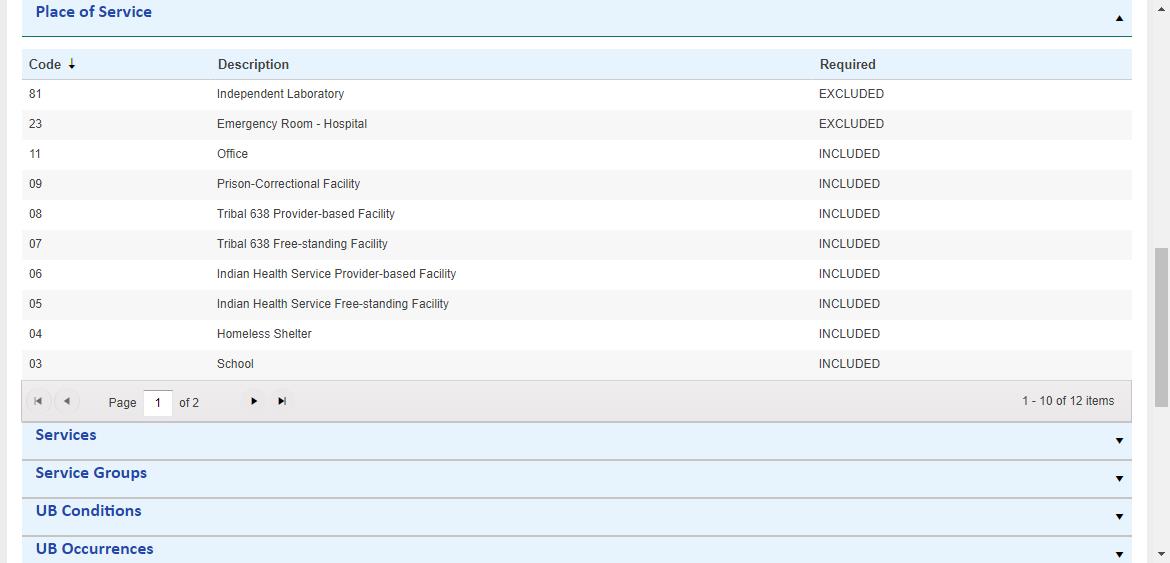 Place of Service
Code Description Required
81 Independent Laboratory EXCLUDED
23 Emergency Room - Hospital EXCLUDED
11 Office INCLUDED
09 Prison-Correctional Facility INCLUDED
08 Tribal 638 Provider-based Facility INCLUDED
07 Tribal 638 Free-standing Facility INCLUDED
06 Indian Health Service Provider-based Facility INCLUDED
05 Indian Health Service Free-standing Facility INCLUDED
04 Homeless Shelter INCLUDED
03 School INCLUDED
Page 1 of 2 1 - 10 of 12 items
Services
Service Groups
UB Conditions
UB Occurrences